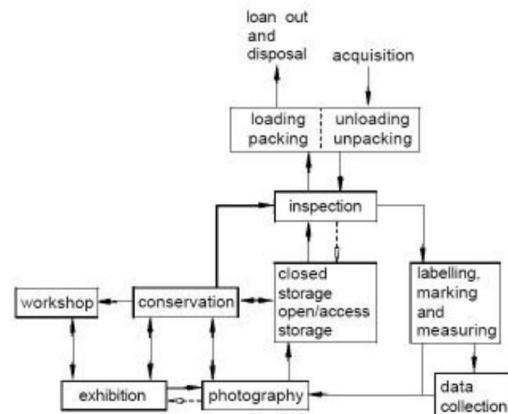 loan out
and
disposal
acquisition
loading
packing
unloading
unpacking
inspection
closed
storage
open/access
storage
labelling,
marking
and
measuring
workshop
conservation
exhibition
photography
data
collection